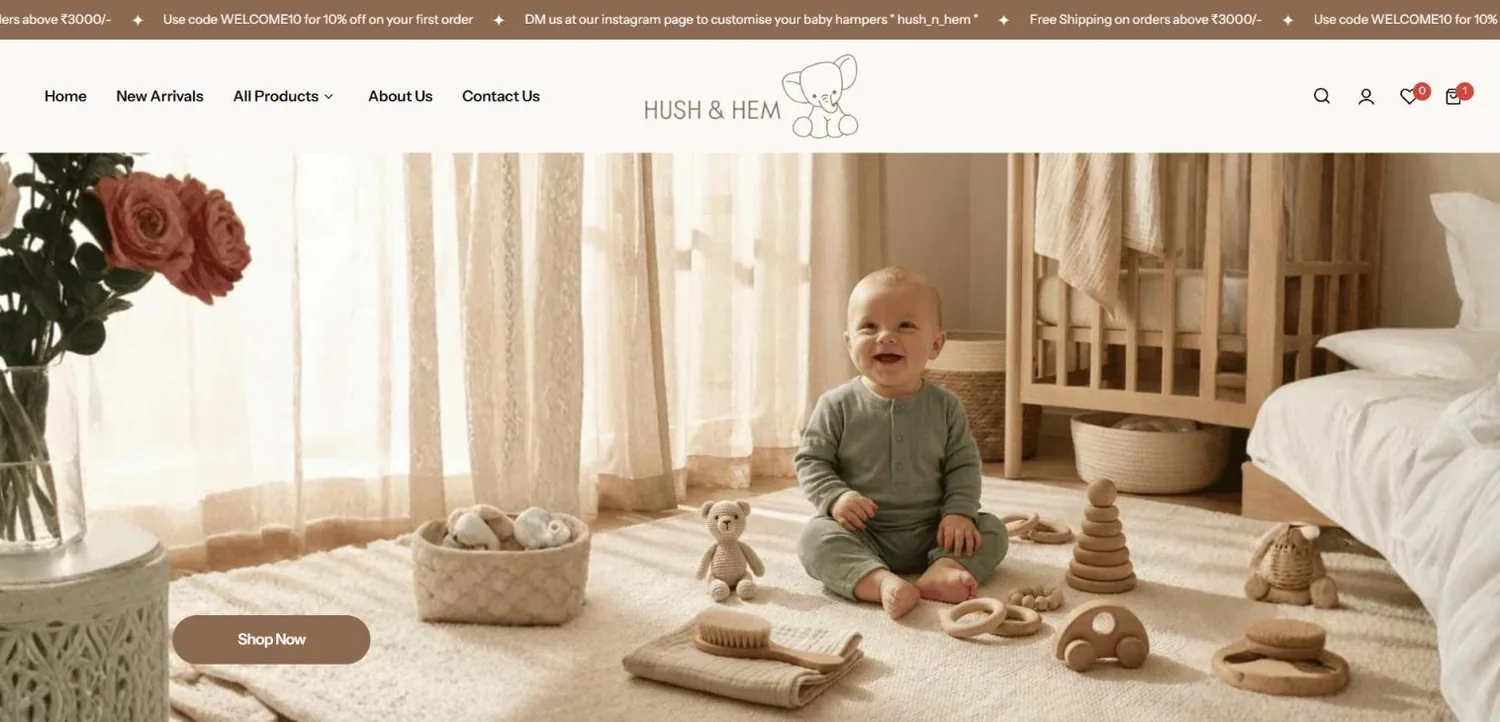 ers above ₹3000/- ✦ Use code WELCOME10 for 10% off on your first order ✦ DM us at our instagram page to customise your baby hampers " hush_n_hem " ✦ Free Shipping on orders above ₹3000/- ✦ Use code WELCOME10 for 10%
Home New Arrivals All Products About Us Contact Us
HUSH & HEM
0 1
Shop Now